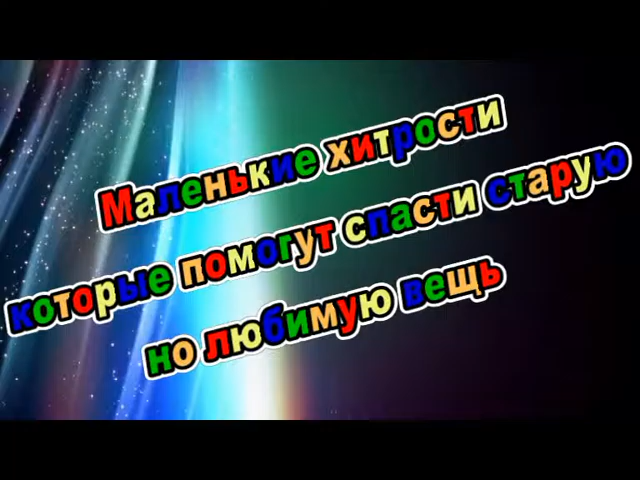 Маленькие хитрости
которые помогут спасти старую
но любимую вещь